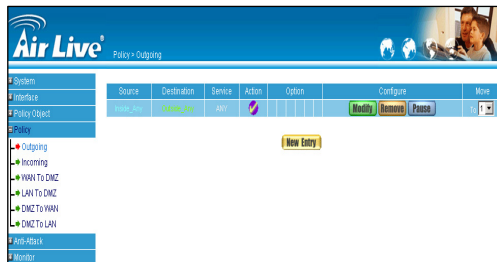 Air Live
Policy > Outgoing
System
Interface
Policy Object
Policy
Outgoing
Incoming
WAN To DMZ
LAN To DMZ
DMZ To WAN
DMZ To LAN
Anti-Attack
Monitor
Source Destination Service Action Option Configure Move
Inside_Any Outside_Any ANY Modify Remove Pause To 1
New Entry